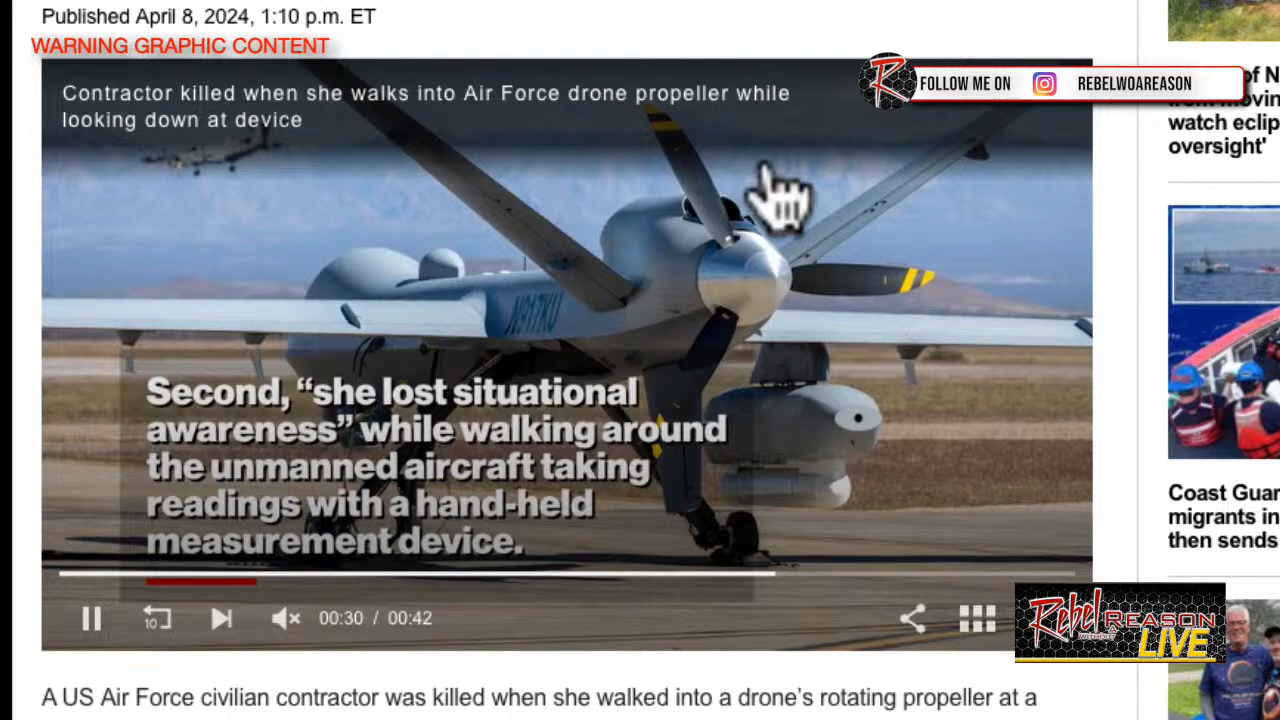 Published April 8, 2024, 1:10 p.m. ET
WARNING GRAPHIC CONTENT
Contractor killed when she walks into Air Force drone propeller while
looking down at device
R
FOLLOW ME ON
REBELWOAREASON
of N
watch eclip
oversight'
N917KU
Second, “she lost situational
awareness” while walking around
the unmanned aircraft taking
readings with a hand-held
measurement device.
10
00:30 / 00:42
Coast Guar
migrants in
then sends
Rebel
WITHOUT
REASON
LIVE
A US Air Force civilian contractor was killed when she walked into a drone’s rotating propeller at a